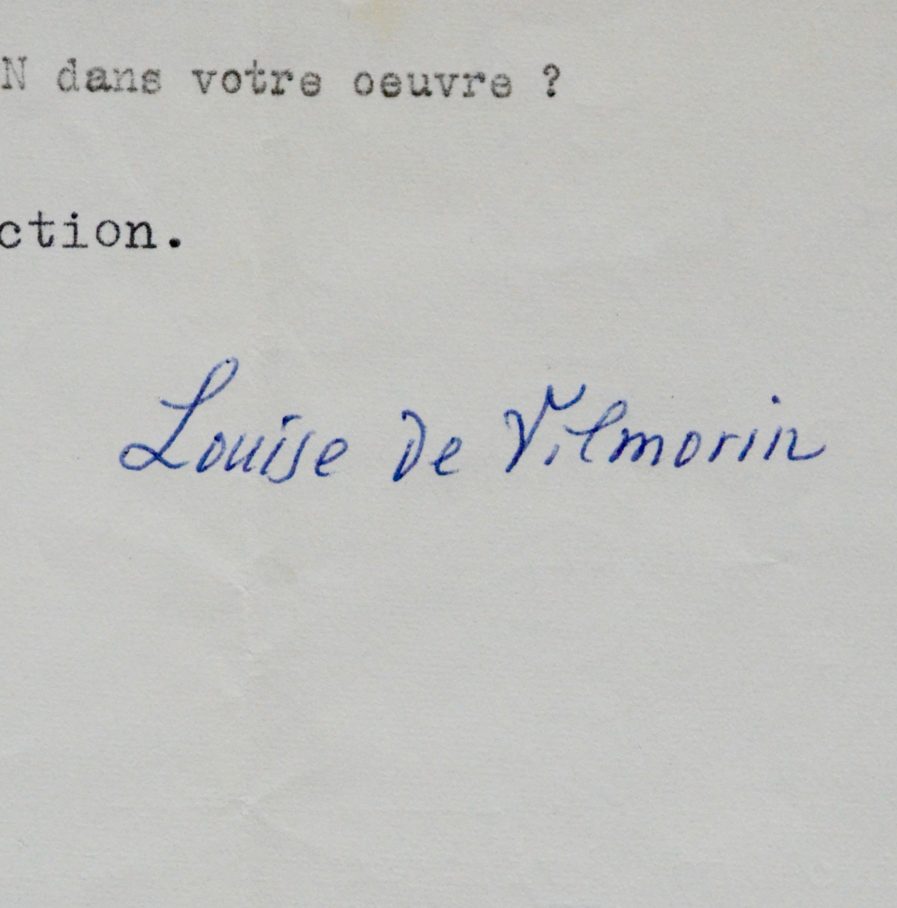 N dans votre oeuvre ?
ction.
Louise de Vilmorin